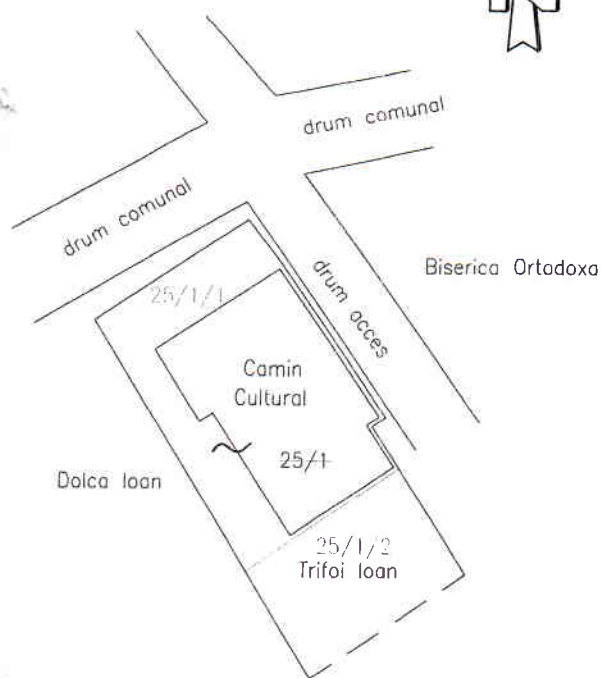 drum comunal
drum comunal
Biserica Ortodoxa
drum acces
25/1/1
Camin
Cultural
25/1
Dolca Ioan
25/1/2
Trifoi Ioan